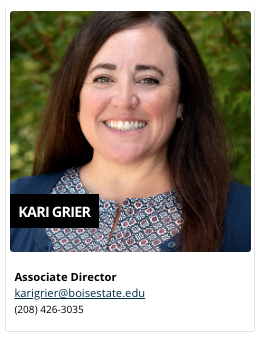 KARI GRIER
Associate Director
karigrier@boisestate.edu
(208) 426-3035